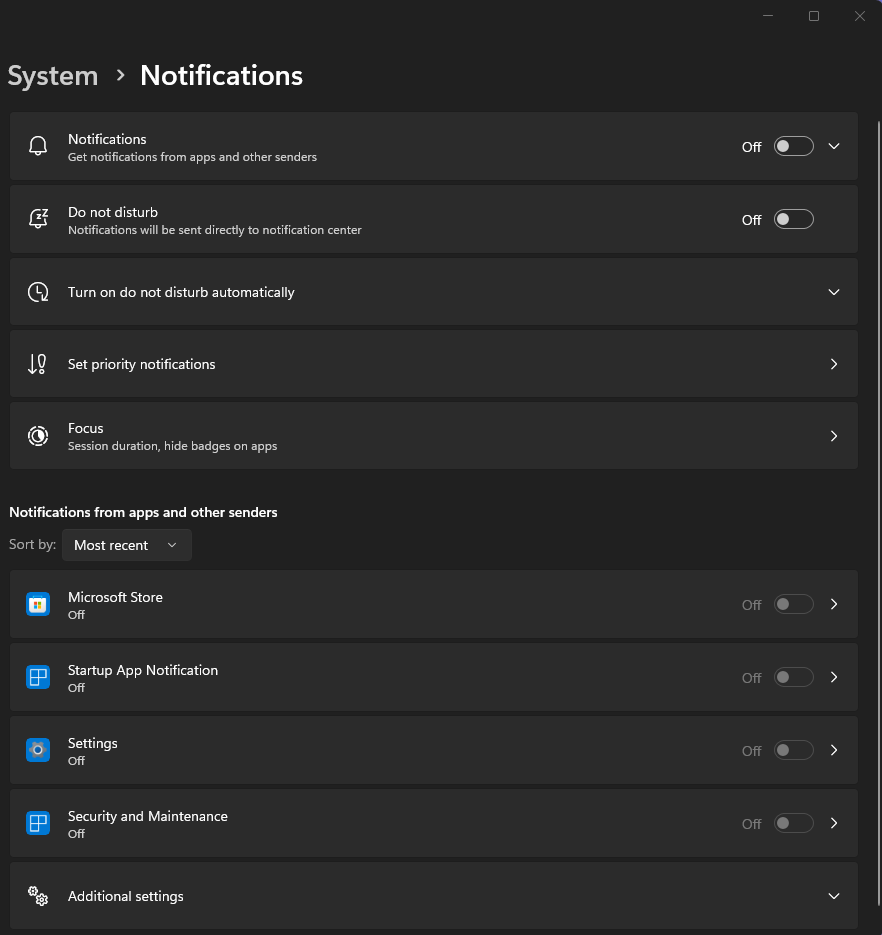 System > Notifications
Notifications
Get notifications from apps and other senders
Off
Do not disturb
Notifications will be sent directly to notification center
Off
Turn on do not disturb automatically
Set priority notifications
Focus
Session duration, hide badges on apps
Notifications from apps and other senders
Sort by: Most recent
Microsoft Store
Off
Off
Startup App Notification
Off
Off
Settings
Off
Off
Security and Maintenance
Off
Off
Additional settings